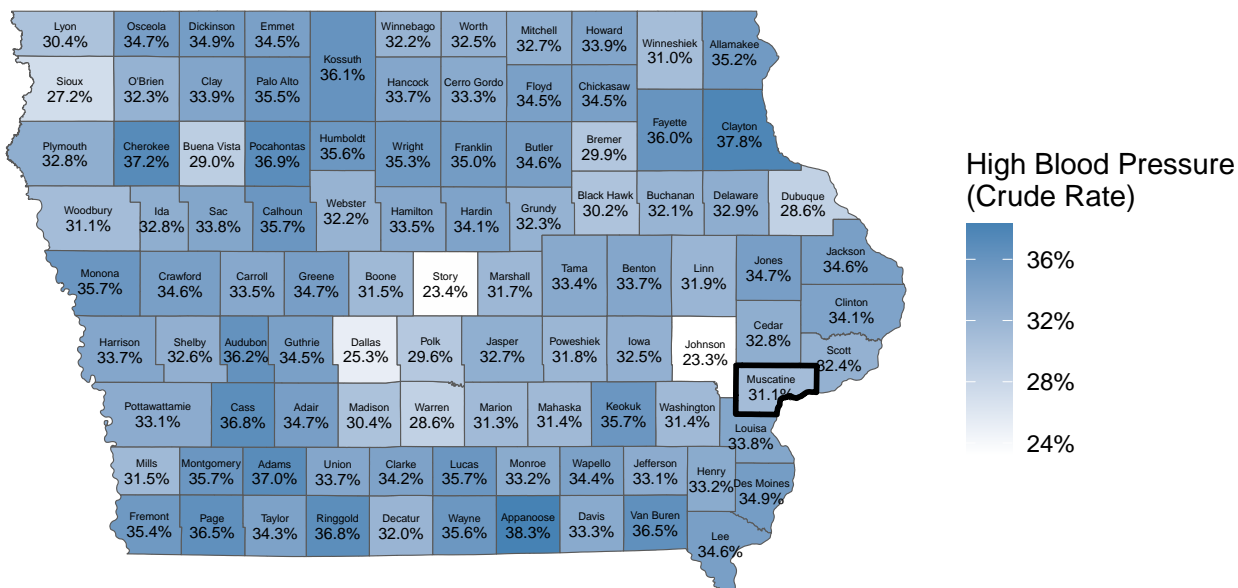 Lyon
30.4%
Osceola
34.7%
Dickinson
34.9%
Emmet
34.5%
Kossuth
36.1%
Winnebago
32.2%
Worth
32.5%
Mitchell
32.7%
Howard
33.9%
Winneshiek
31.0%
Allamakee
35.2%
Sioux
27.2%
O'Brien
32.3%
Clay
33.9%
Palo Alto
35.5%
Hancock
33.7%
Cerro Gordo
33.3%
Floyd
34.5%
Chickasaw
34.5%
Fayette
36.0%
Clayton
37.8%
Plymouth
32.8%
Cherokee
37.2%
Buena Vista
29.0%
Pocahontas
36.9%
Humboldt
35.6%
Wright
35.3%
Franklin
35.0%
Butler
34.6%
Bremer
29.9%
Woodbury
31.1%
Ida
32.8%
Sac
33.8%
Calhoun
35.7%
Webster
32.2%
Hamilton
33.5%
Hardin
34.1%
Grundy
32.3%
Black Hawk
30.2%
Buchanan
32.1%
Delaware
32.9%
Dubuque
28.6%
Monona
35.7%
Crawford
34.6%
Carroll
33.5%
Greene
34.7%
Boone
31.5%
Story
23.4%
Marshall
31.7%
Tama
33.4%
Benton
33.7%
Linn
31.9%
Jones
34.7%
Jackson
34.6%
Clinton
34.1%
Harrison
33.7%
Shelby
32.6%
Audubon
36.2%
Guthrie
34.5%
Dallas
25.3%
Polk
29.6%
Jasper
32.7%
Poweshiek
31.8%
Iowa
32.5%
Johnson
23.3%
Cedar
32.8%
Scott
32.4%
Muscatine
31.1%
Pottawattamie
33.1%
Cass
36.8%
Adair
34.7%
Madison
30.4%
Warren
28.6%
Marion
31.3%
Mahaska
31.4%
Keokuk
35.7%
Washington
31.4%
Louisa
33.8%
Mills
31.5%
Montgomery
35.7%
Adams
37.0%
Union
33.7%
Clarke
34.2%
Lucas
35.7%
Monroe
33.2%
Wapello
34.4%
Jefferson
33.1%
Henry
33.2%
Des Moines
34.9%
Fremont
35.4%
Page
36.5%
Taylor
34.3%
Ringgold
36.8%
Decatur
32.0%
Wayne
35.6%
Appanoose
38.3%
Davis
33.3%
Van Buren
36.5%
Lee
34.6%
High Blood Pressure
(Crude Rate)
36%
32%
28%
24%